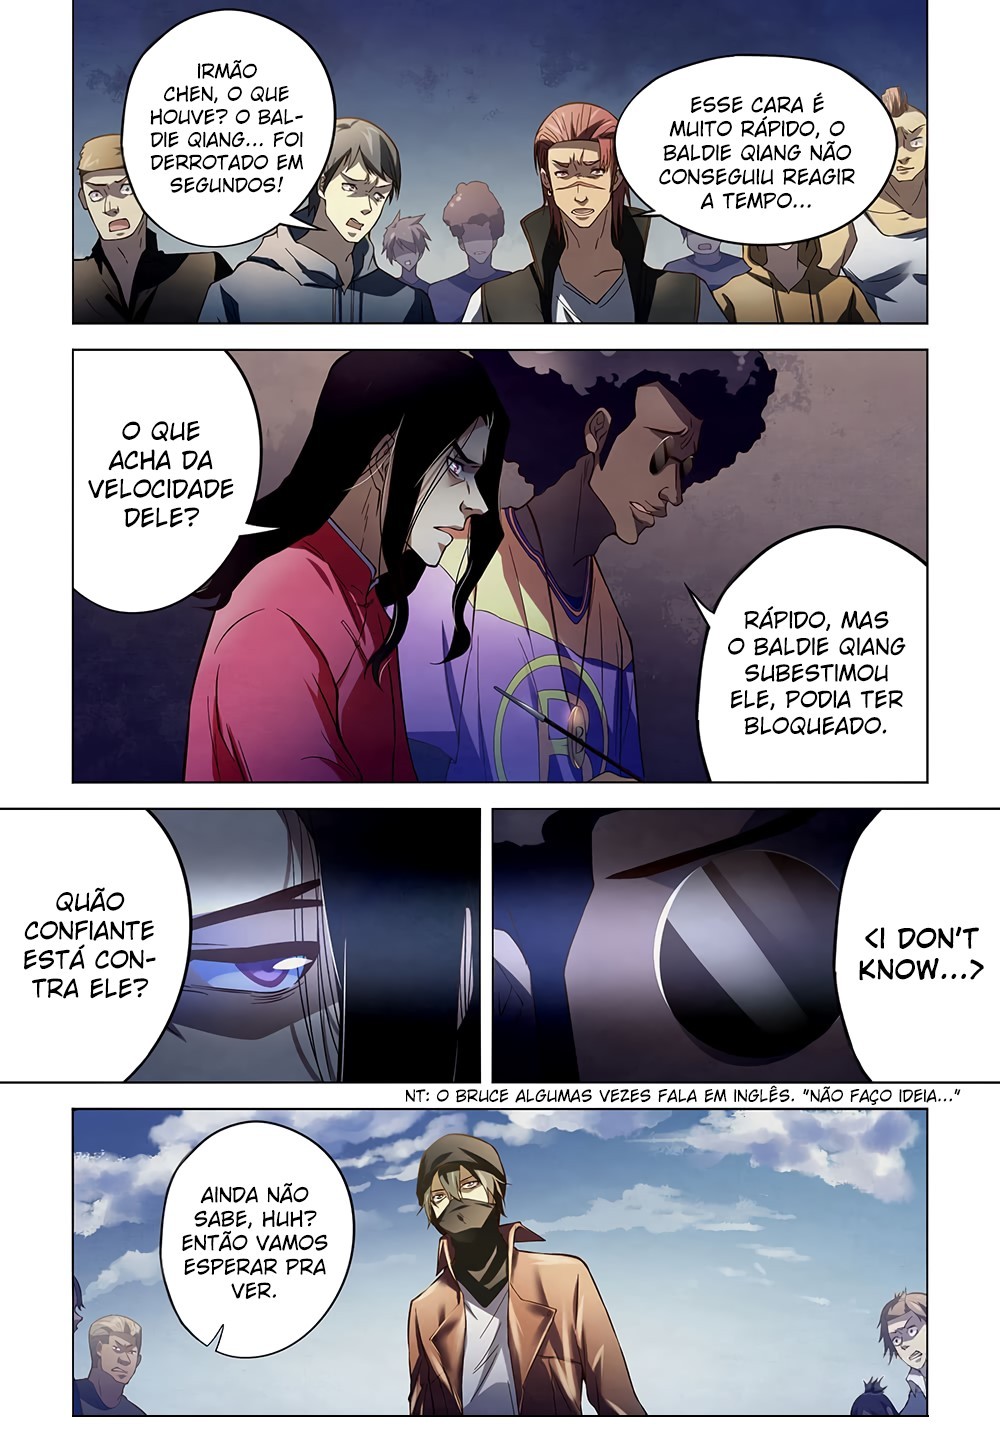 IRMÃO
CHEN, O QUE
HOUVE? O BAL-
DIE QIANG... FOI
DERROTADO EM
SEGUNDOS!
ESSE CARA É
MUITO RÁPIDO, O
BALDIE QIANG NÃO
CONSEGUIU REAGIR
A TEMPO...
O QUE
ACHA DA
VELOCIDADE
DELE?
RÁPIDO, MAS
O BALDIE QIANG
SUBESTIMOU
ELE, PODIA TER
BLOQUEADO.
QUÃO
CONFIANTE
ESTÁ CON-
TRA ELE?
<I DON'T
KNOW...>
NT: O BRUCE ALGUMAS VEZES FALA EM INGLÊS. "NÃO FAÇO IDEIA..."
AINDA NÃO
SABE, HUH?
ENTÃO VAMOS
ESPERAR PRA
VER.